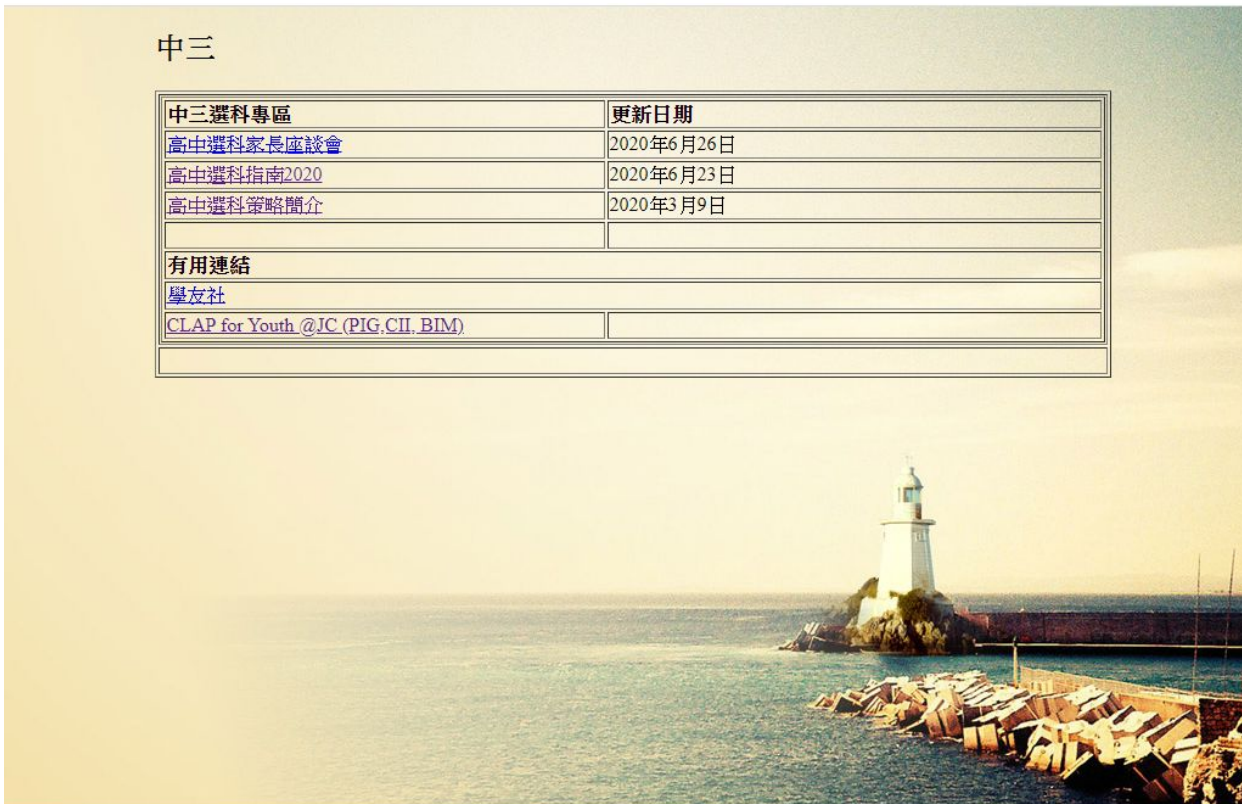 中三
中三選科專區 更新日期
高中選科家長座談會 2020年6月26日
高中選科指南2020 2020年6月23日
高中選科策略簡介 2020年3月9日
有用連結
學友社
CLAP for Youth @JC (PIG,CII, BIM)